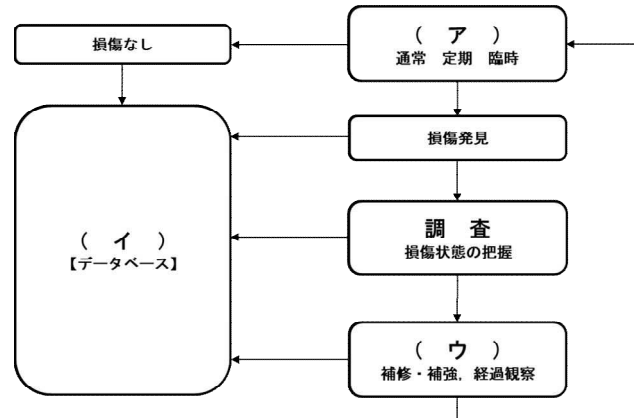 損傷なし
( ア )
通常 定期 臨時
損傷発見
調 査
損傷状態の把握
( イ )
【データベース】
( ウ )
補修・補強，経過観察